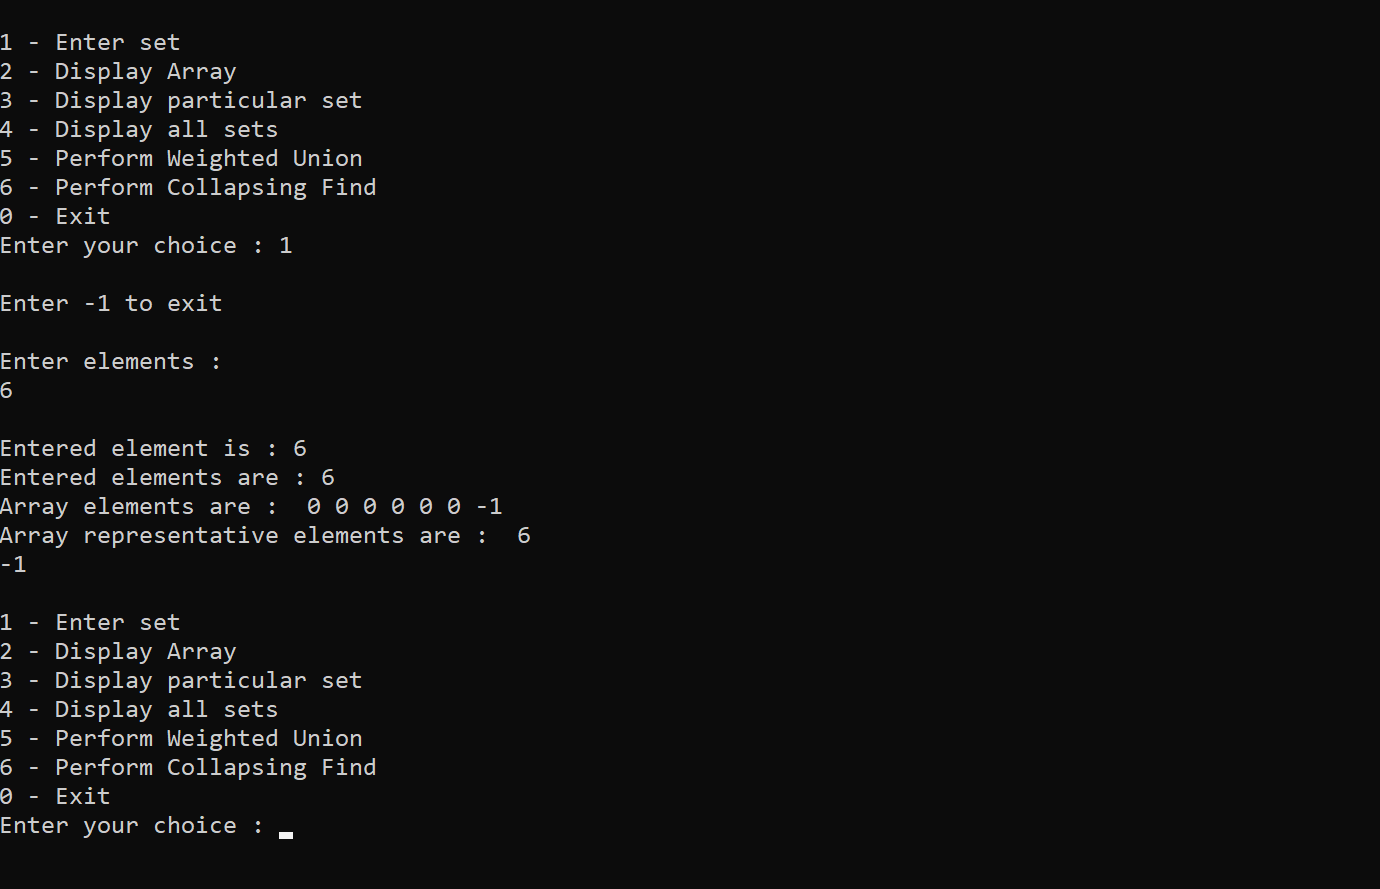 1 - Enter set
2 - Display Array
3 - Display particular set
4 - Display all sets
5 - Perform Weighted Union
6 - Perform Collapsing Find
0 - Exit
Enter your choice : 1
Enter -1 to exit
Enter elements :
6
Entered element is : 6
Entered elements are : 6
Array elements are :  0 0 0 0 0 0 -1
Array representative elements are :  6
-1
1 - Enter set
2 - Display Array
3 - Display particular set
4 - Display all sets
5 - Perform Weighted Union
6 - Perform Collapsing Find
0 - Exit
Enter your choice :